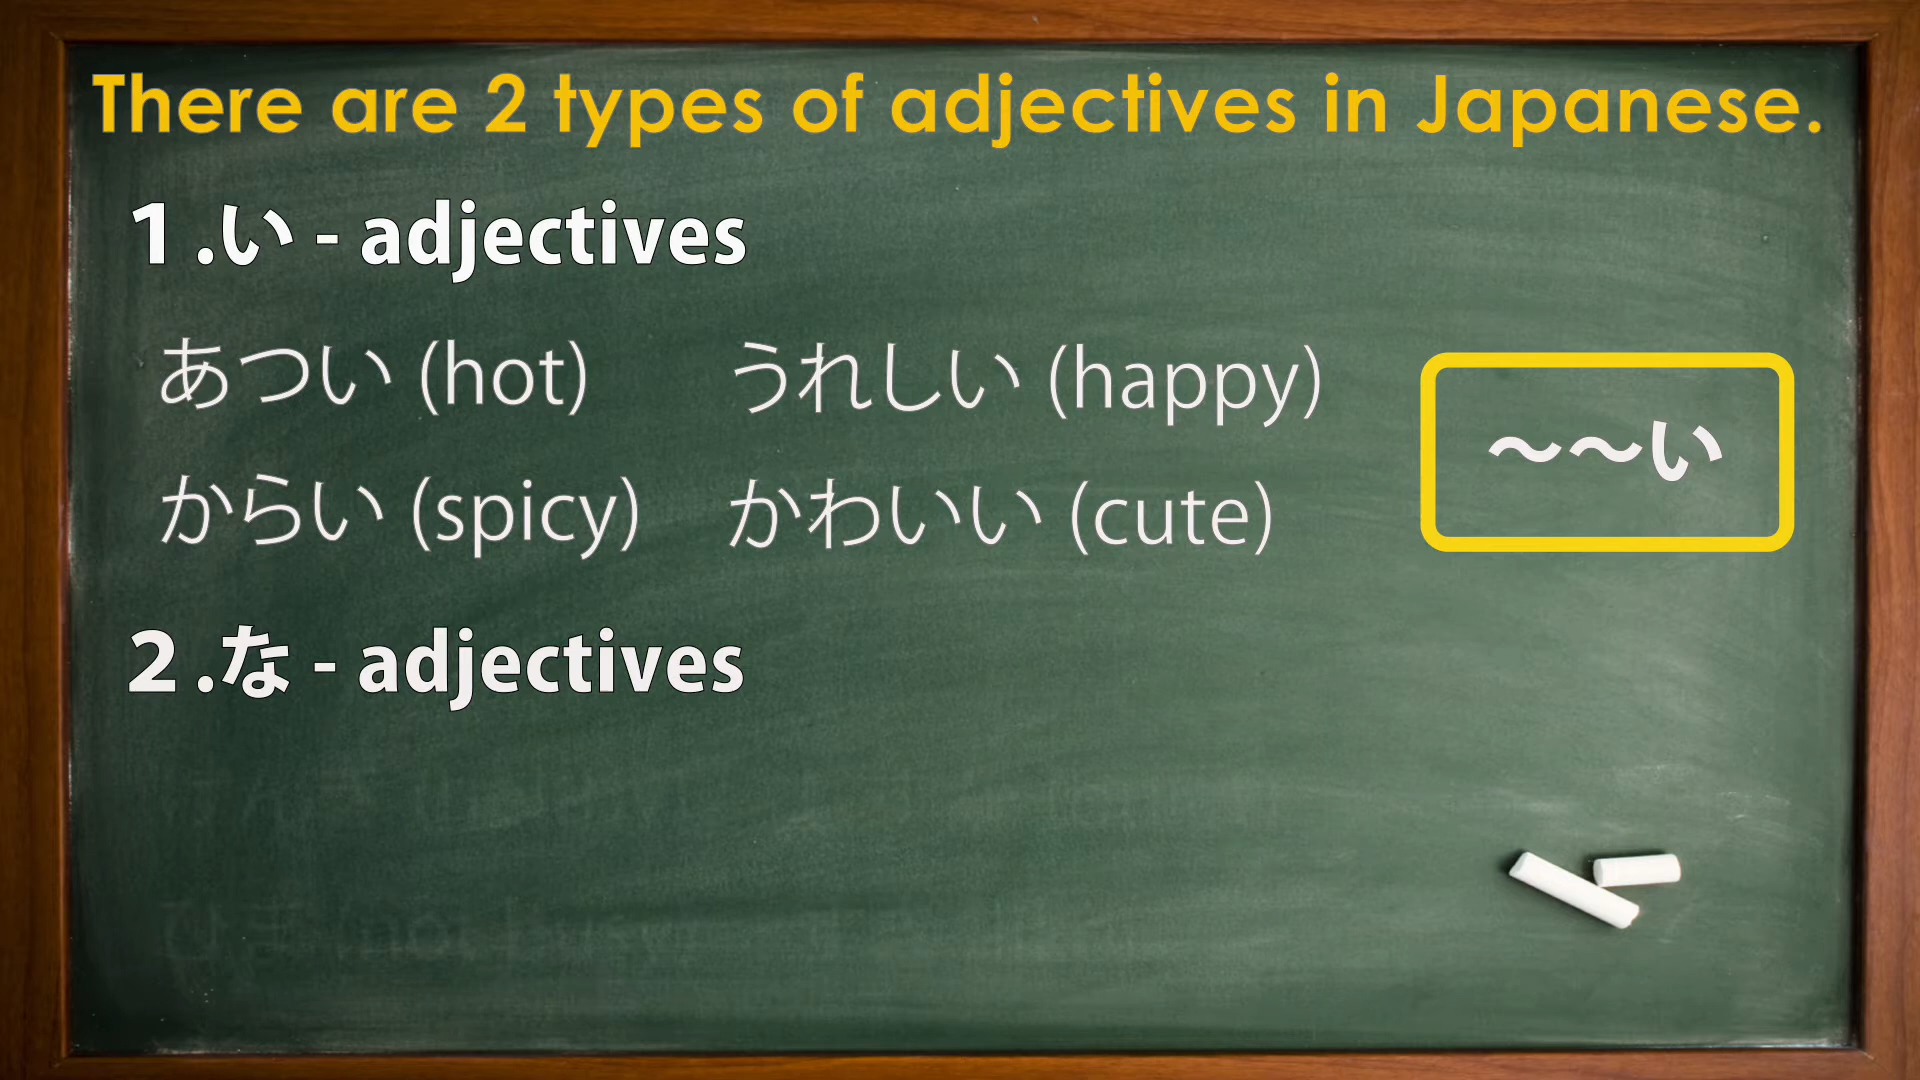 There are 2 types of adjectives in Japanese.
１.い - adjectives
あつい (hot) うれしい (happy)
からい (spicy) かわいい (cute)
～～い
２.な - adjectives